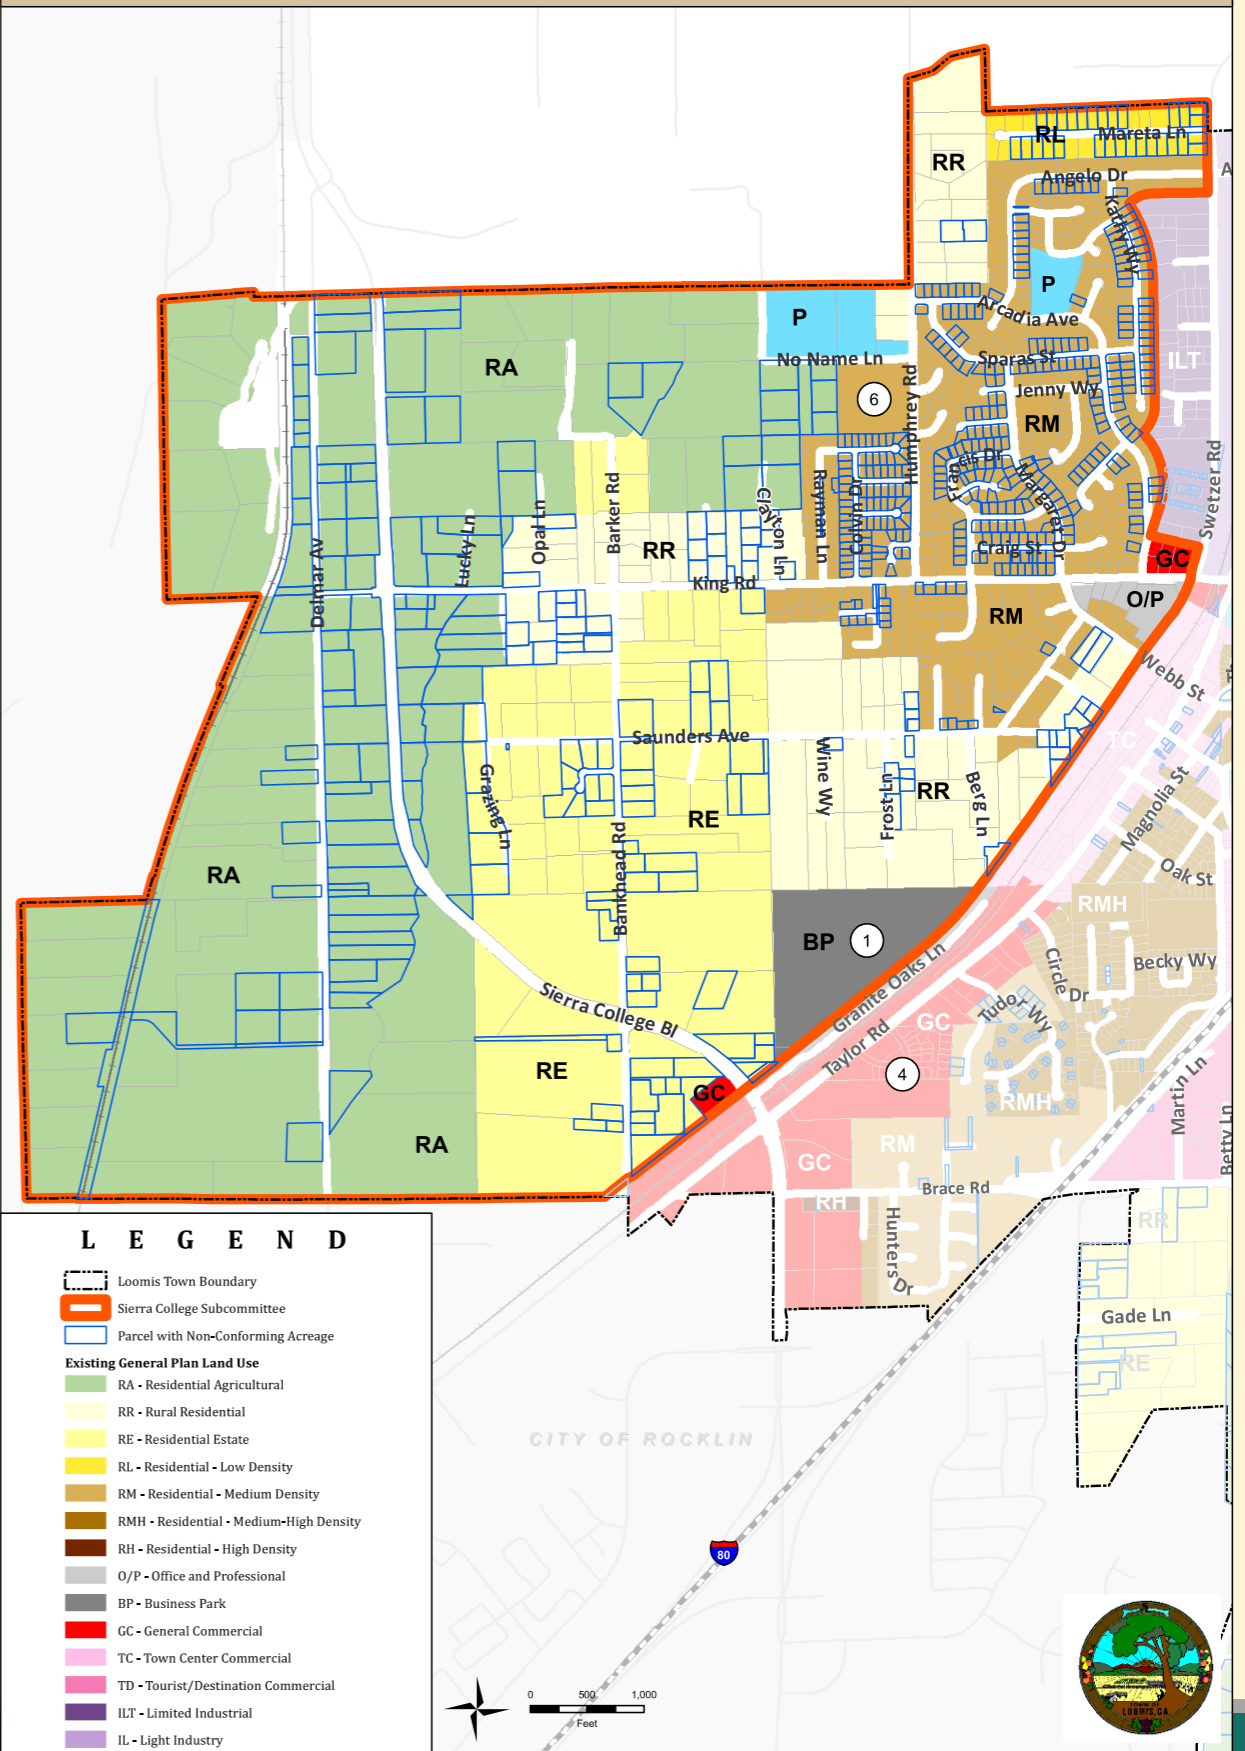 RL
Mareta Ln
RR
Angelo Dr
Kathy Wy
P
P
Arcadia Ave
No Name Ln
Sparas St
ILT
RA
Jenny Wy
6
Humphrey Rd
RM
Swetzer Rd
Francis Dr
Margaret Dr
Barker Rd
Rayman Ln
Colvin Dr
Clayton Ln
Opal Ln
Lucky Ln
RR
Craig St
GC
Delmar Av
King Rd
O/P
RM
Webb St
Saunders Ave
TC
Grazing Ln
Wine Wy
Frost Ln
RR
Berg Ln
Magnolia St
RE
RA
Bankhead Rd
Oak St
RMH
BP
1
Circle Dr
Becky Wy
Granite Oaks Ln
Sierra College Bl
Tudor Wy
GC
Taylor Rd
RE
4
GC
RMH
Martin Ln
RA
RM
Betty Ln
GC
Brace Rd
RH
Hunters Dr
RR
Gade Ln
RE
L E G E N D
Loomis Town Boundary
Sierra College Subcommittee
Parcel with Non-Conforming Acreage
Existing General Plan Land Use
RA - Residential Agricultural
RR - Rural Residential
RE - Residential Estate
RL - Residential - Low Density
RM - Residential - Medium Density
RMH - Residential - Medium-High Density
RH - Residential - High Density
O/P - Office and Professional
BP - Business Park
GC - General Commercial
TC - Town Center Commercial
TD - Tourist/Destination Commercial
ILT - Limited Industrial
IL - Light Industry
CITY OF ROCKLIN
80
0 500 1,000
Feet
TOWN OF
LOOMIS, CA